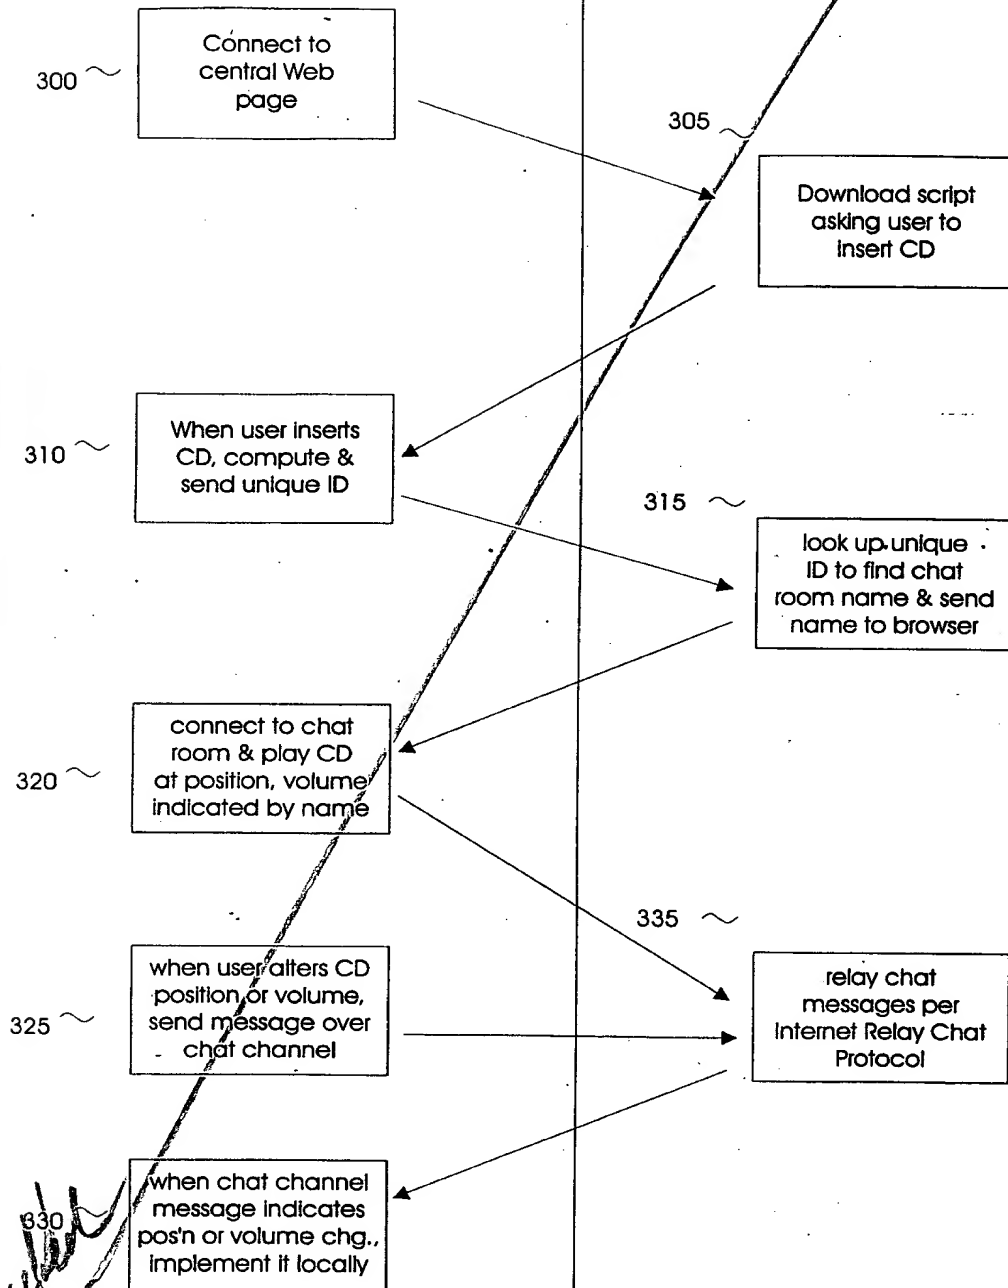 300
Connect to
central Web
page
305
Download script
asking user to
insert CD
310
When user inserts
CD, compute &
send unique ID
315
look up unique
ID to find chat
room name & send
name to browser
320
connect to chat
room & play CD
at position, volume
indicated by name
325
when user alters CD
position or volume,
send message over
chat channel
335
relay chat
messages per
Internet Relay Chat
Protocol
330
when chat channel
message indicates
pos'n or volume chg.,
implement it locally